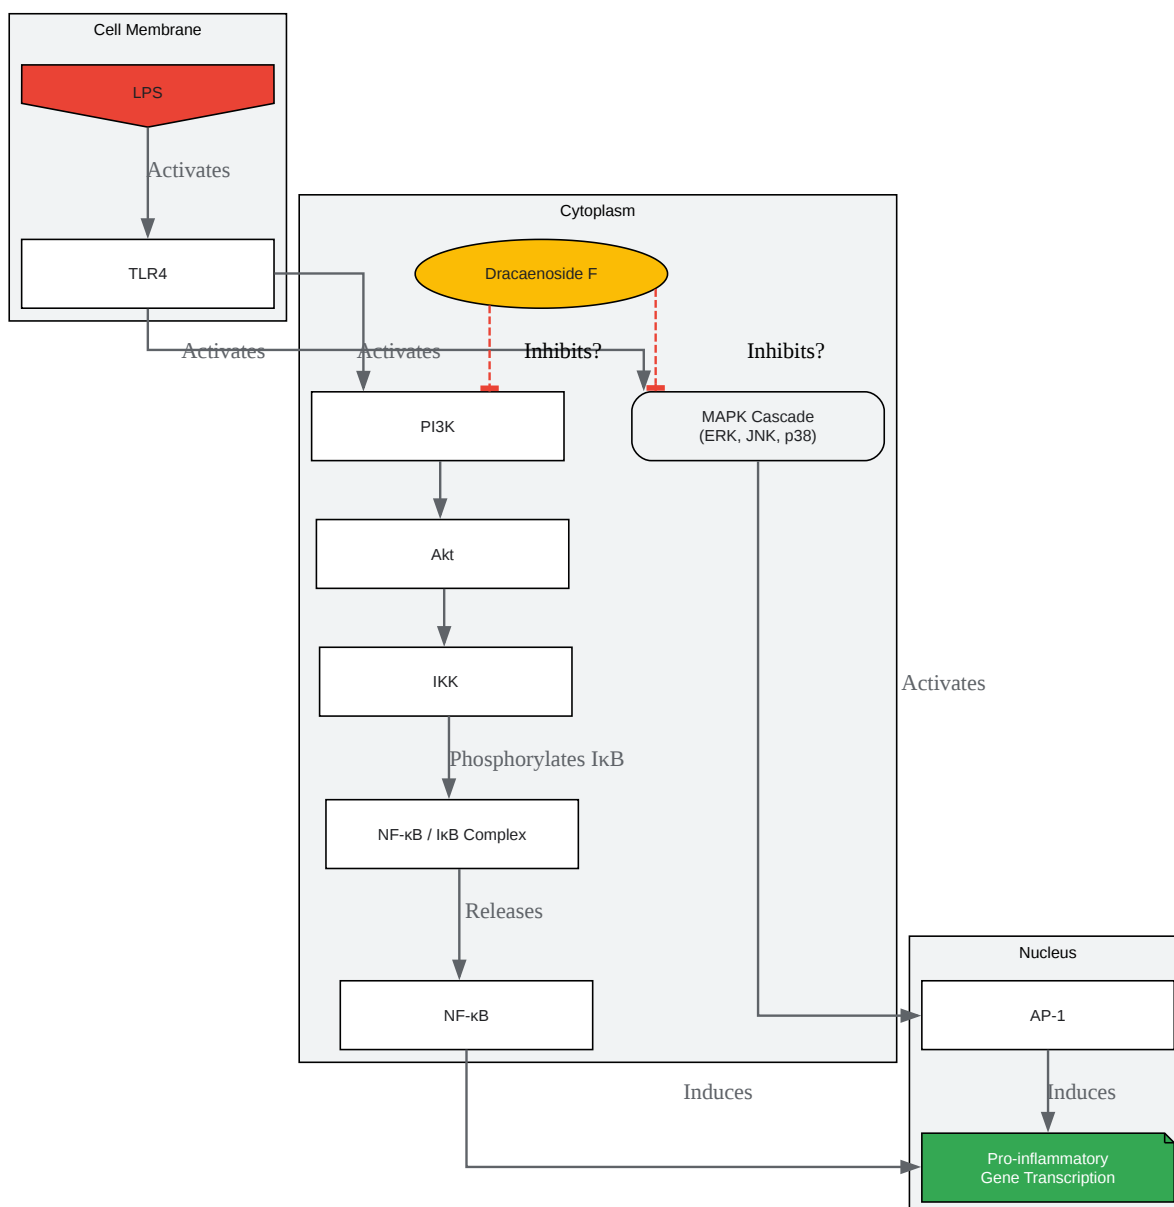 Cell Membrane
LPS
Activates
TLR4
Cytoplasm
Dracaenoside F
Activates
Activates
Inhibits?
Inhibits?
PI3K
MAPK Cascade
(ERK, JNK, p38)
Akt
IKK
Activates
Phosphorylates IκB
NF-κB / IκB Complex
Releases
Nucleus
NF-κB
AP-1
Induces
Induces
Pro-inflammatory
Gene Transcription